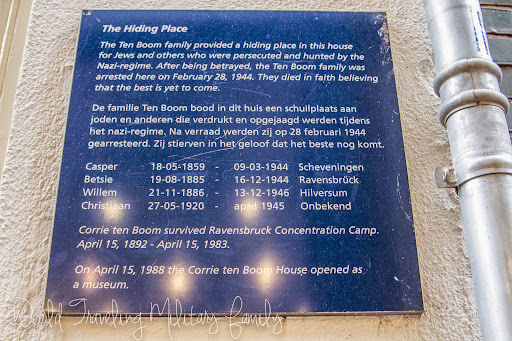 The Hiding Place
The Ten Boom family provided a hiding place in this house
for Jews and others who were persecuted and hunted by the
Nazi-regime. After being betrayed, the Ten Boom family was
arrested here on February 28, 1944. They died in faith believing
that the best is yet to come.
De familie Ten Boom bood in dit huis een schuilplaats aan
joden en anderen die verdrukt en opgejaagd werden tijdens
het nazi-regime. Na verraad werden zij op 28 februari 1944
gearresteerd. Zij stierven in het geloof dat het beste nog komt.
Casper 18-05-1859 - 09-03-1944 Scheveningen
Betsie 19-08-1885 - 16-12-1944 Ravensbrück
Willem 21-11-1886 - 13-12-1946 Hilversum
Christiaan 27-05-1920 - april 1945 Onbekend
Corrie ten Boom survived Ravensbruck Concentration Camp.
April 15, 1892 - April 15, 1983.
On April 15, 1988 the Corrie ten Boom House opened as
a museum.
World Traveling Military Family